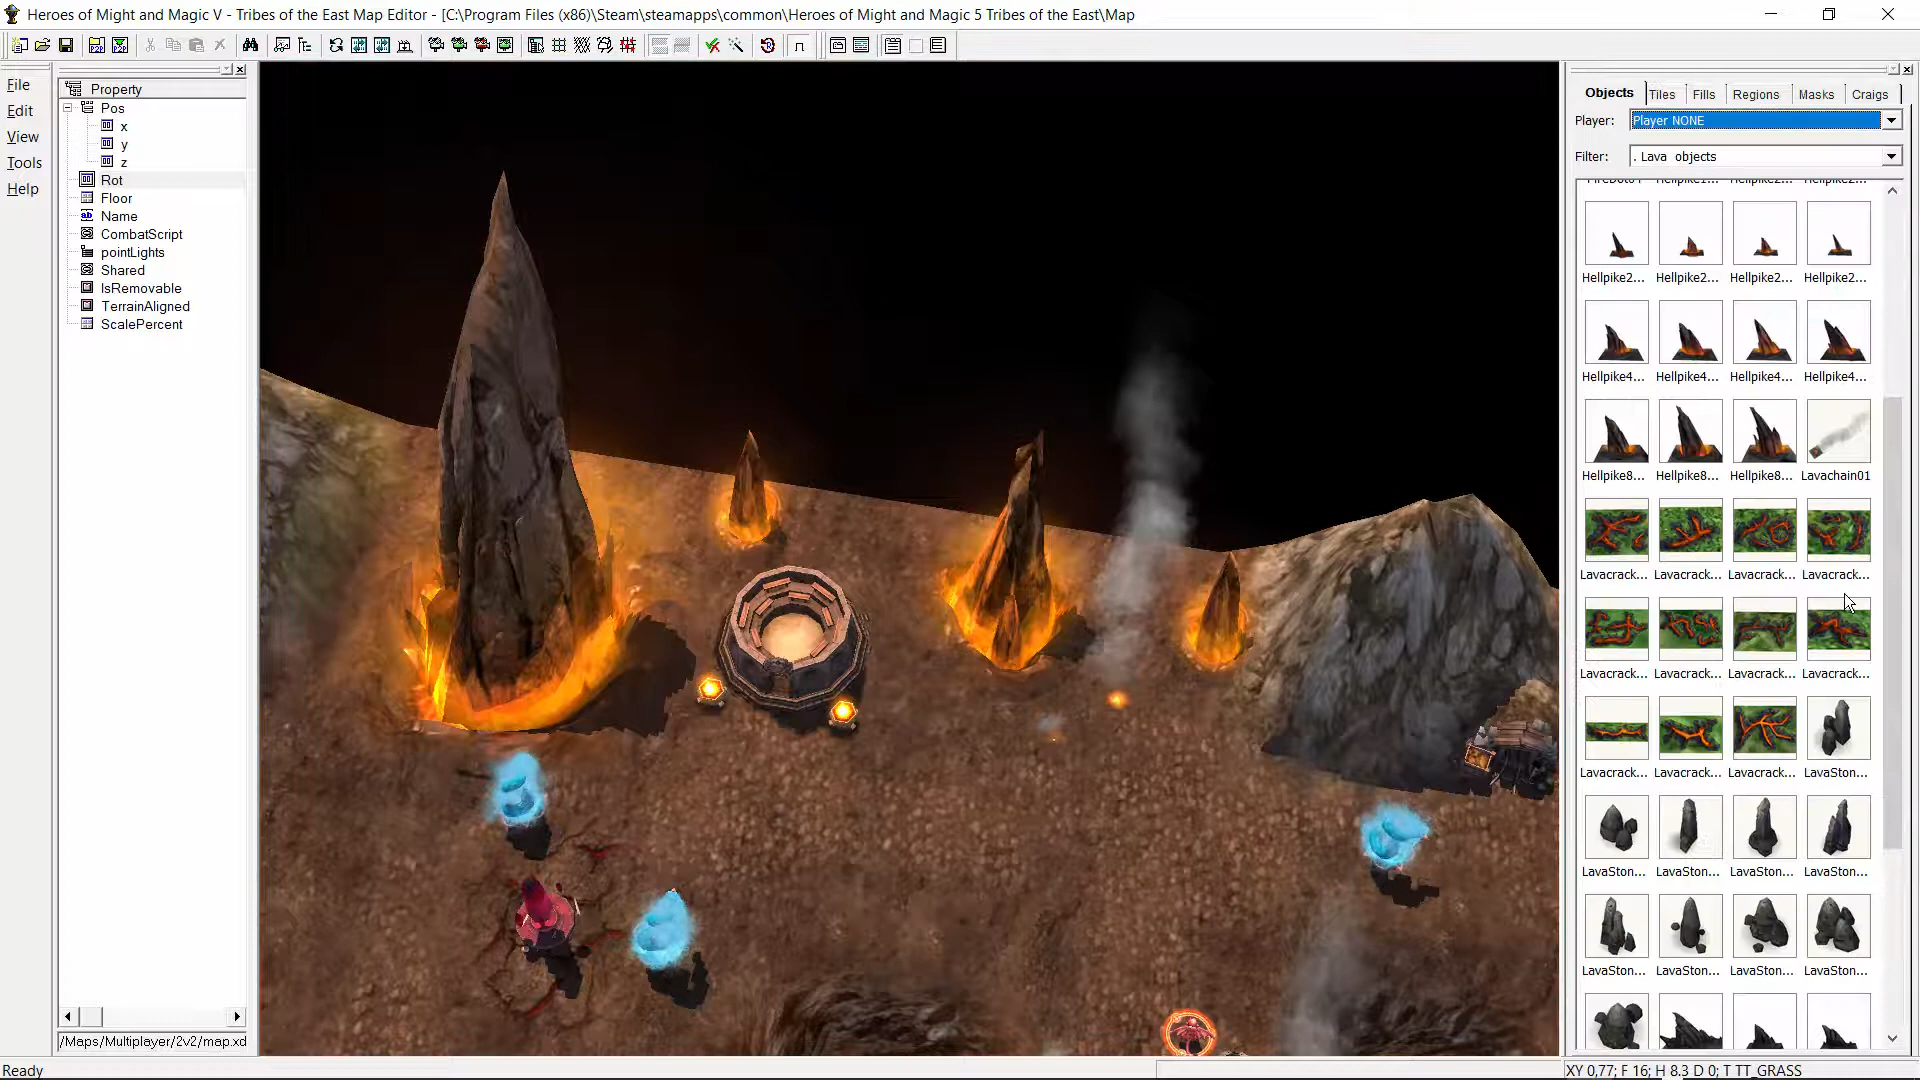 Heroes of Might and Magic V - Tribes of the East Map Editor - [C:\Program Files (x86)\Steam\steamapps\common\Heroes of Might and Magic 5 Tribes of the East\Map
File
Edit
View
Tools
Help
Property
Pos
x
y
z
Rot
Floor
Name
CombatScript
pointLights
Shared
IsRemovable
TerrainAligned
ScalePercent
/Maps/Multiplayer/2v2/map.xd
Objects Tiles Fills Regions Masks Craigs
Player: Player NONE
Filter: . Lava objects
Hellpike2... Hellpike2... Hellpike2... Hellpike2...
Hellpike4... Hellpike4... Hellpike4... Hellpike4...
Hellpike8... Hellpike8... Hellpike8... Lavachain01
Lavacrack... Lavacrack... Lavacrack... Lavacrack...
Lavacrack... Lavacrack... Lavacrack... Lavacrack...
Lavacrack... Lavacrack... Lavacrack... LavaSton...
LavaSton... LavaSton... LavaSton... LavaSton...
LavaSton... LavaSton... LavaSton... LavaSton...
Ready
XY 0,77; F 16; H 8.3 D 0; T TT_GRASS